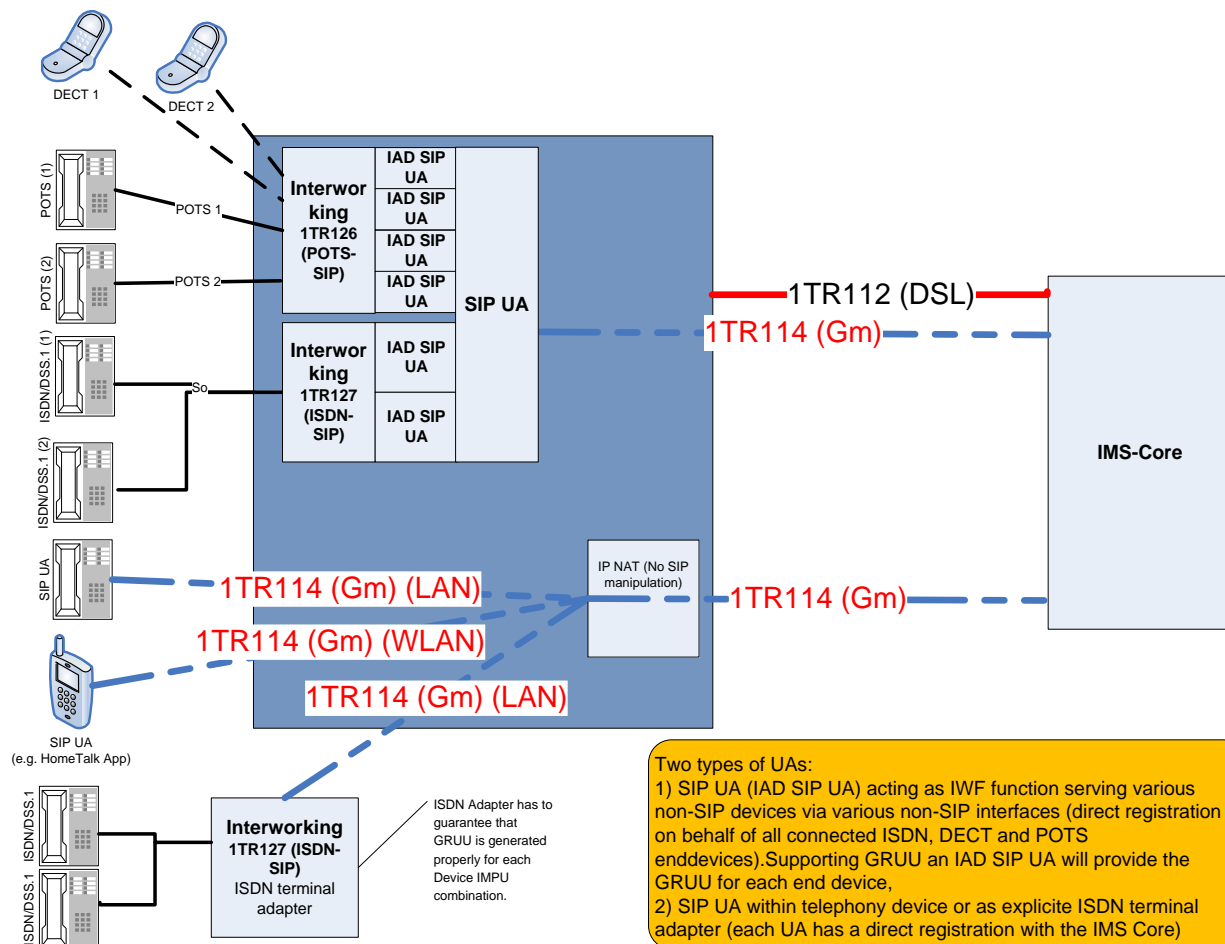 DECT 1
DECT 2
POTS (1)
POTS 1
POTS (2)
POTS 2
ISDN/DSS.1 (1)
So
ISDN/DSS.1 (2)
SIP UA
SIP UA
(e.g. HomeTalk App)
ISDN/DSS.1
ISDN/DSS.1
Interwor
king
1TR126
(POTS-
SIP)
IAD SIP
UA
IAD SIP
UA
IAD SIP
UA
IAD SIP
UA
SIP UA
Interwor
king
1TR127
(ISDN-
SIP)
IAD SIP
UA
IAD SIP
UA
1TR112 (DSL)
1TR114 (Gm)
IMS-Core
IP NAT (No SIP
manipulation)
1TR114 (Gm)
1TR114 (Gm) (LAN)
1TR114 (Gm) (WLAN)
1TR114 (Gm) (LAN)
Interworking
1TR127 (ISDN-
SIP)
ISDN terminal
adapter
ISDN Adapter has to
guarantee that
GRUU is generated
properly for each
Device IMPU
combination.
Two types of UAs:
1) SIP UA (IAD SIP UA) acting as IWF function serving various
non-SIP devices via various non-SIP interfaces (direct registration
on behalf of all connected ISDN, DECT and POTS
enddevices).Supporting GRUU an IAD SIP UA will provide the
GRUU for each end device,
2) SIP UA within telephony device or as explicite ISDN terminal
adapter (each UA has a direct registration with the IMS Core)